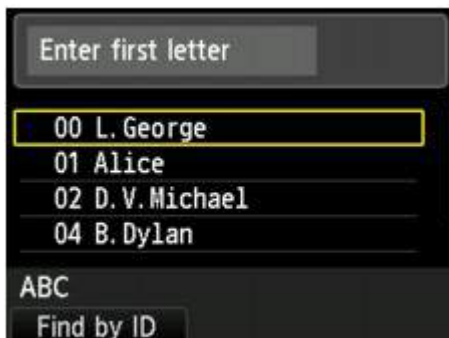 Enter first letter
00 L.George
01 Alice
02 D.V.Michael
04 B.Dylan
ABC
Find by ID